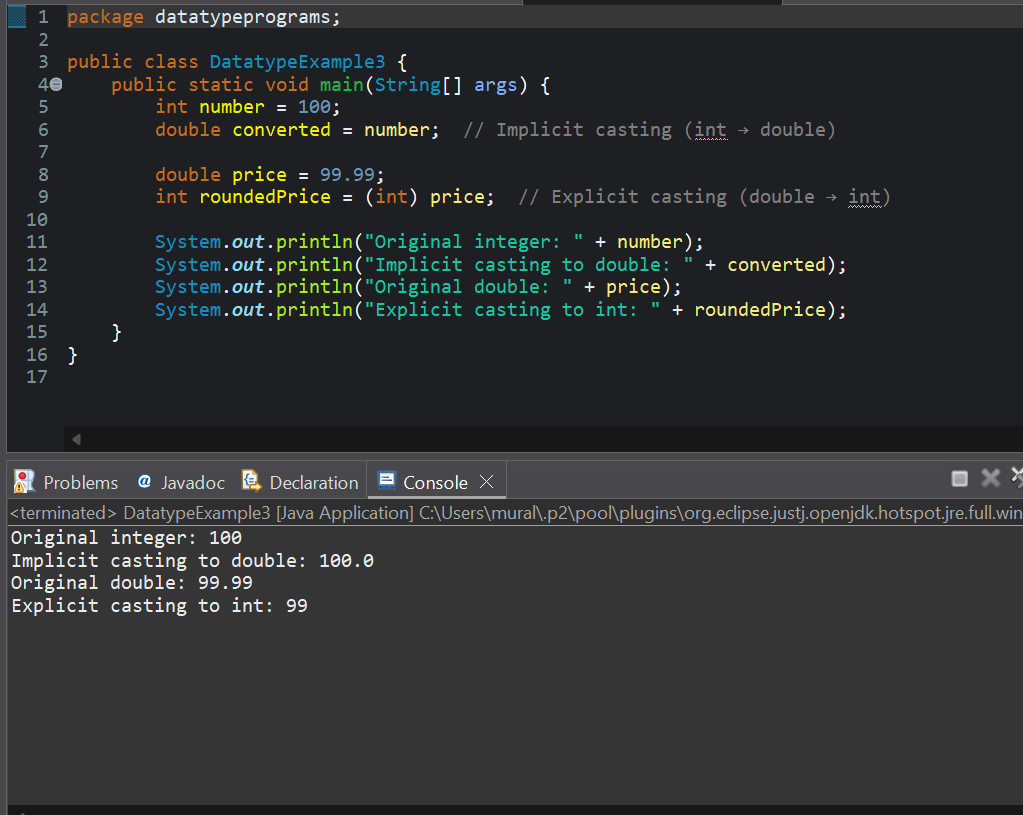 1 package datatypeprograms;
2
3 public class DatatypeExample3 {
4 public static void main(String[] args) {
5 int number = 100;
6 double converted = number; // Implicit casting (int → double)
7
8 double price = 99.99;
9 int roundedPrice = (int) price; // Explicit casting (double → int)
10
11 System.out.println("Original integer: " + number);
12 System.out.println("Implicit casting to double: " + converted);
13 System.out.println("Original double: " + price);
14 System.out.println("Explicit casting to int: " + roundedPrice);
15 }
16 }
17
Problems @ Javadoc Declaration Console
<terminated> DatatypeExample3 [Java Application] C:\Users\mural\.p2\pool\plugins\org.eclipse.justj.openjdk.hotspot.jre.full.win
Original integer: 100
Implicit casting to double: 100.0
Original double: 99.99
Explicit casting to int: 99